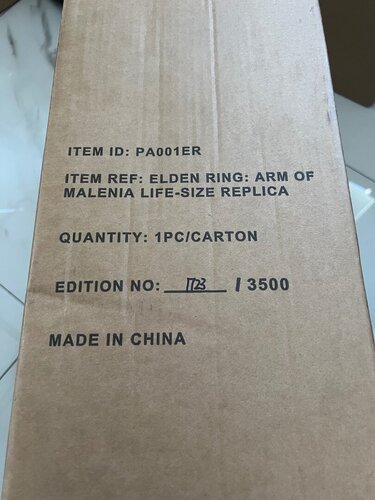 ITEM ID: PA001ER
ITEM REF: ELDEN RING: ARM OF
MALENIA LIFE-SIZE REPLICA
QUANTITY: 1PC/CARTON
EDITION NO: 1723 / 3500
MADE IN CHINA